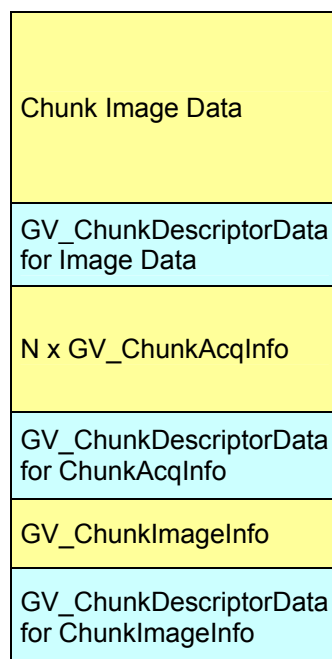 Chunk Image Data
GV_ChunkDescriptorData
for Image Data
N x GV_ChunkAcqInfo
GV_ChunkDescriptorData
for ChunkAcqInfo
GV_ChunkImageInfo
GV_ChunkDescriptorData
for ChunkImageInfo